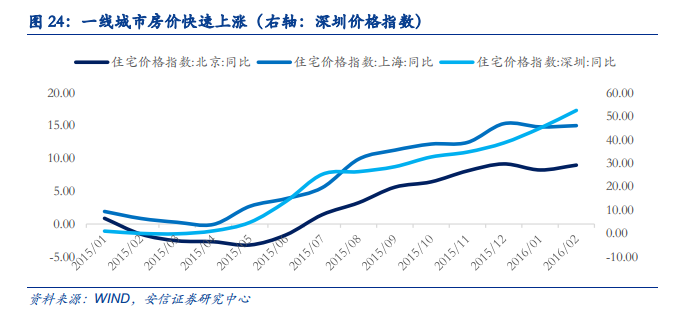 图 24：一线城市房价快速上涨（右轴：深圳价格指数）
住宅价格指数:北京:同比 住宅价格指数:上海:同比 住宅价格指数:深圳:同比
20.00 60.00
15.00 50.00
10.00 40.00
5.00 30.00
0.00 20.00
-5.00 10.00
0.00
-10.00
2015/01 2015/02 2015/03 2015/04 2015/05 2015/06 2015/07 2015/08 2015/09 2015/10 2015/11 2015/12 2016/01 2016/02
资料来源：WIND，安信证券研究中心